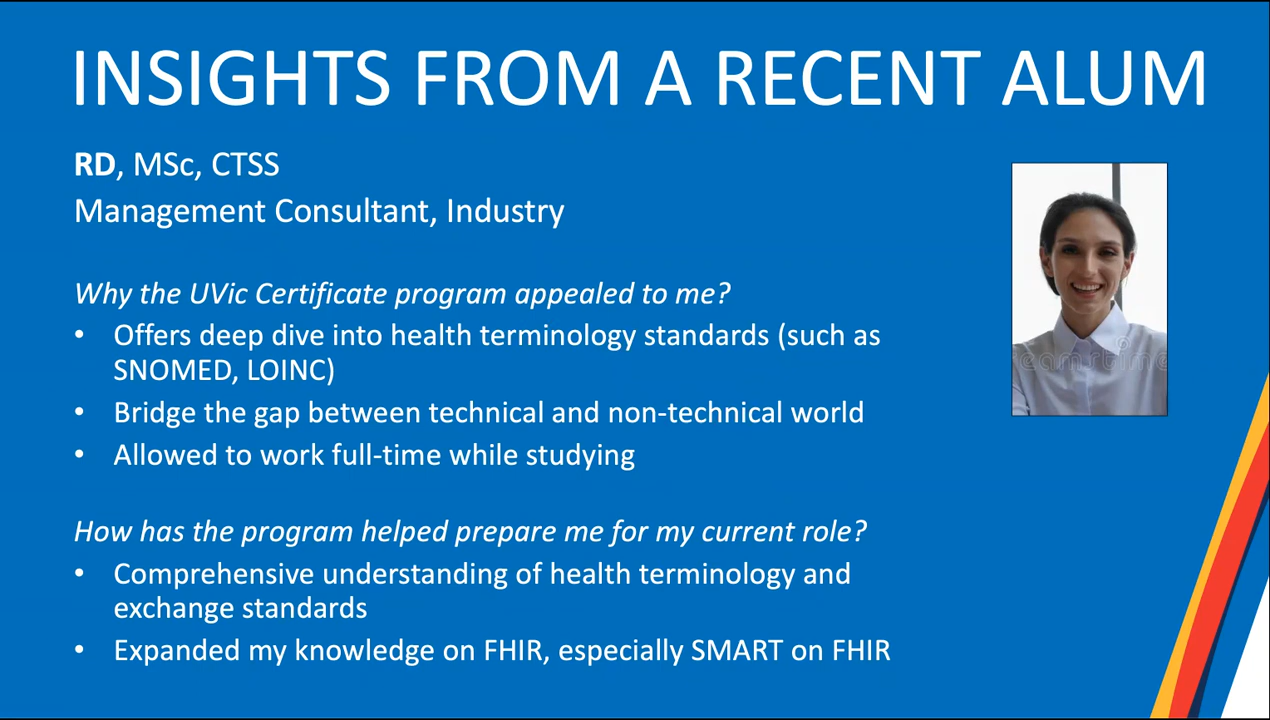 INSIGHTS FROM A RECENT ALUM
RD, MSc, CTSS
Management Consultant, Industry
Why the UVic Certificate program appealed to me?
• Offers deep dive into health terminology standards (such as
SNOMED, LOINC)
• Bridge the gap between technical and non-technical world
• Allowed to work full-time while studying
How has the program helped prepare me for my current role?
• Comprehensive understanding of health terminology and
exchange standards
• Expanded my knowledge on FHIR, especially SMART on FHIR